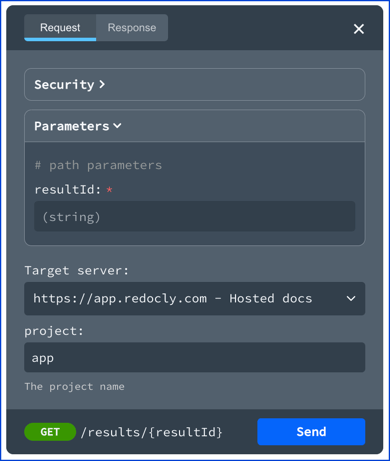 Request Response
Security
Parameters
# path parameters
resultId: *
(string)
Target server:
https://app.redocly.com - Hosted docs
project:
app
The project name
GET /results/{resultId} Send